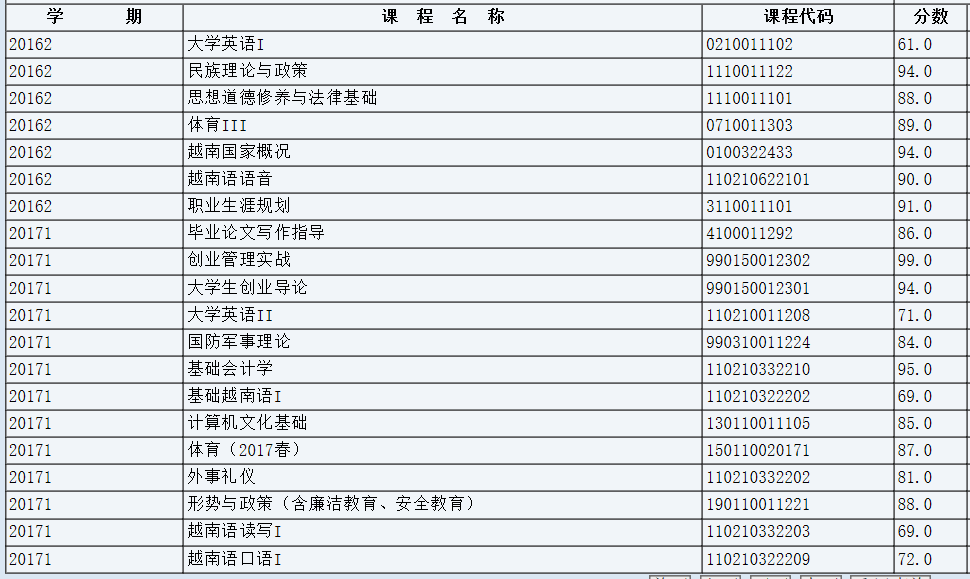 学 期 课 程 名 称 课程代码 分数
20162 大学英语I 0210011102 61.0
20162 民族理论与政策 1110011122 94.0
20162 思想道德修养与法律基础 1110011101 88.0
20162 体育III 0710011303 89.0
20162 越南国家概况 0100322433 94.0
20162 越南语语音 110210622101 90.0
20162 职业生涯规划 3110011101 91.0
20171 毕业论文写作指导 4100011292 86.0
20171 创业管理实战 990150012302 99.0
20171 大学生创业导论 990150012301 94.0
20171 大学英语II 110210011208 71.0
20171 国防军事理论 990310011224 84.0
20171 基础会计学 110210332210 95.0
20171 基础越南语I 110210322202 69.0
20171 计算机文化基础 130110011105 85.0
20171 体育（2017春） 150110020171 87.0
20171 外事礼仪 110210332202 81.0
20171 形势与政策（含廉洁教育、安全教育） 190110011221 88.0
20171 越南语读写I 110210332203 69.0
20171 越南语口语I 110210322209 72.0